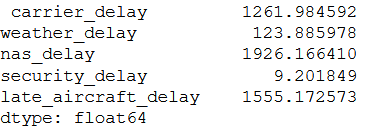 carrier_delay          1261.984592
weather_delay           123.885978
nas_delay              1926.166410
security_delay            9.201849
late_aircraft_delay    1555.172573
dtype: float64